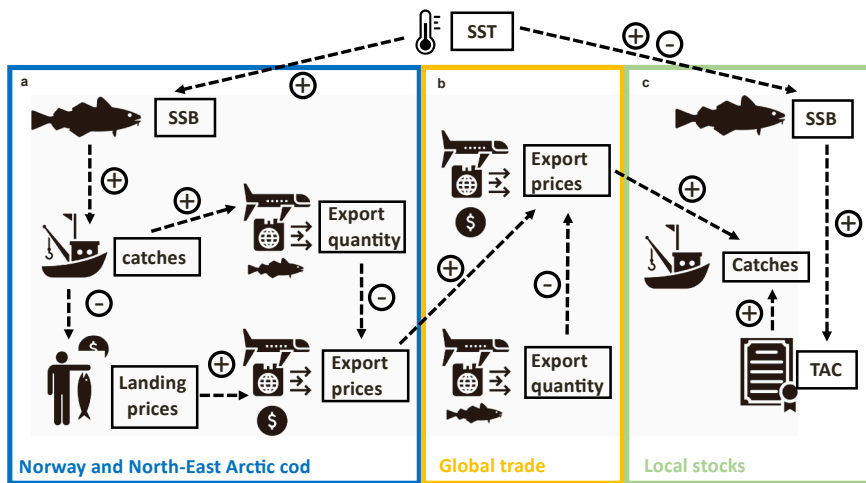 SST
+
-
+
a
b
c
SSB
SSB
+
+
Export
quantity
Export
prices
$
+
catches
Catches
+
-
-
+
-
+
$
Landing
prices
+
Export
prices
$
Export
quantity
TAC
Norway and North-East Arctic cod
Global trade
Local stocks